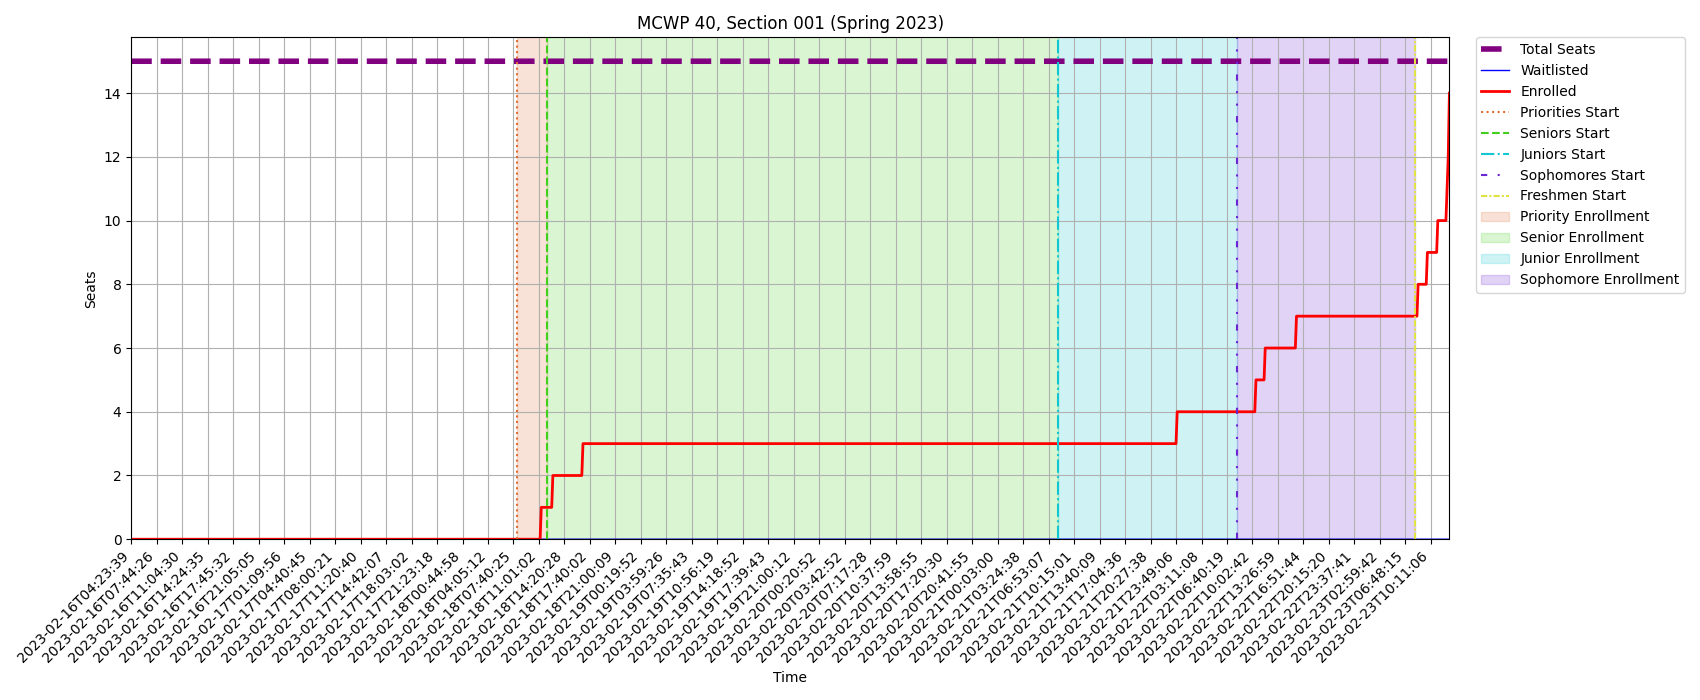 MCWP 40, Section 001 (Spring 2023)
Seats
14
12
10
8
6
4
2
0
2023-02-16T04:23:39
2023-02-16T07:44:26
2023-02-16T11:04:30
2023-02-16T14:24:35
2023-02-16T17:45:32
2023-02-16T21:05:05
2023-02-17T01:09:56
2023-02-17T04:40:45
2023-02-17T08:00:21
2023-02-17T11:20:40
2023-02-17T14:42:07
2023-02-17T18:03:02
2023-02-17T21:23:18
2023-02-18T00:44:58
2023-02-18T04:05:12
2023-02-18T07:40:25
2023-02-18T11:01:02
2023-02-18T14:20:28
2023-02-18T17:40:02
2023-02-18T21:00:09
2023-02-19T00:19:52
2023-02-19T03:59:26
2023-02-19T07:35:43
2023-02-19T10:56:19
2023-02-19T14:18:52
2023-02-19T17:39:43
2023-02-19T21:00:12
2023-02-20T00:20:52
2023-02-20T03:42:52
2023-02-20T07:17:28
2023-02-20T10:37:59
2023-02-20T13:58:55
2023-02-20T17:20:30
2023-02-20T20:41:55
2023-02-21T00:03:00
2023-02-21T03:24:38
2023-02-21T06:53:07
2023-02-21T10:15:01
2023-02-21T13:40:09
2023-02-21T17:04:36
2023-02-21T20:27:38
2023-02-21T23:49:06
2023-02-22T03:11:08
2023-02-22T06:40:19
2023-02-22T10:02:42
2023-02-22T13:26:59
2023-02-22T16:51:44
2023-02-22T20:15:20
2023-02-22T23:37:41
2023-02-23T02:59:42
2023-02-23T06:48:15
2023-02-23T10:11:06
Time
Total Seats
Waitlisted
Enrolled
Priorities Start
Seniors Start
Juniors Start
Sophomores Start
Freshmen Start
Priority Enrollment
Senior Enrollment
Junior Enrollment
Sophomore Enrollment